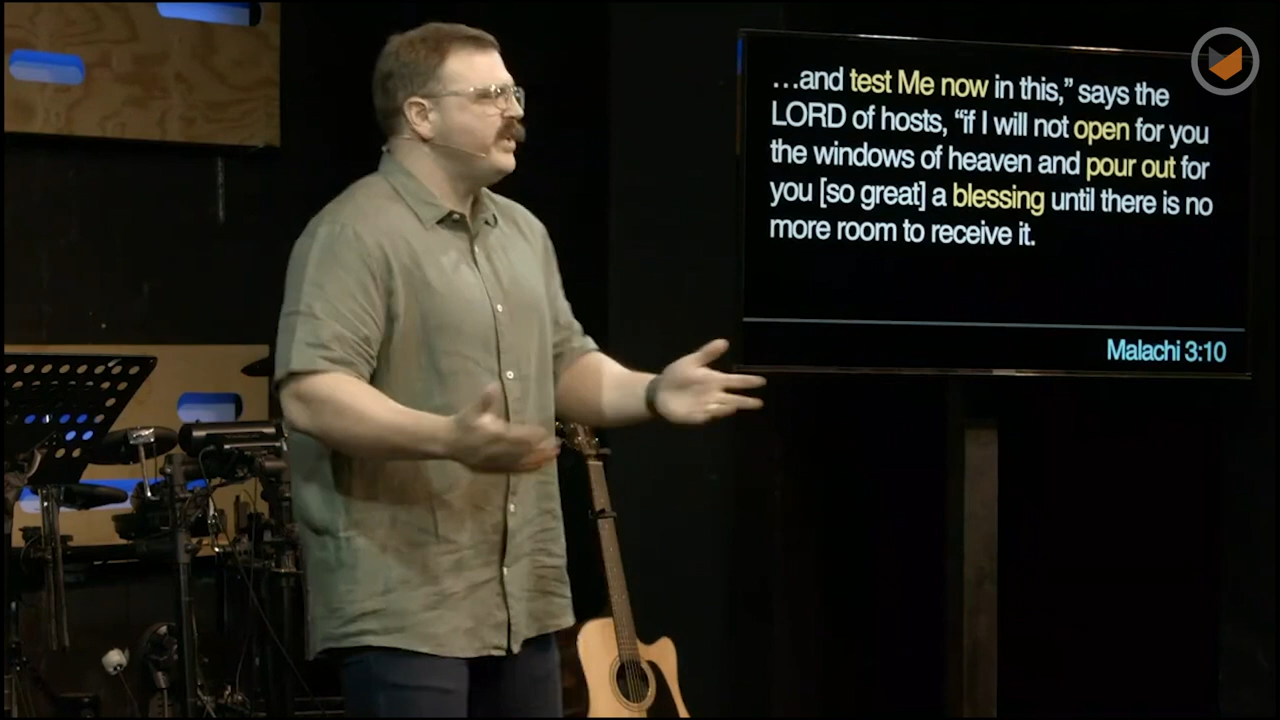 …and test Me now in this,” says the
LORD of hosts, “if I will not open for you
the windows of heaven and pour out for
you [so great] a blessing until there is no
more room to receive it.
Malachi 3:10